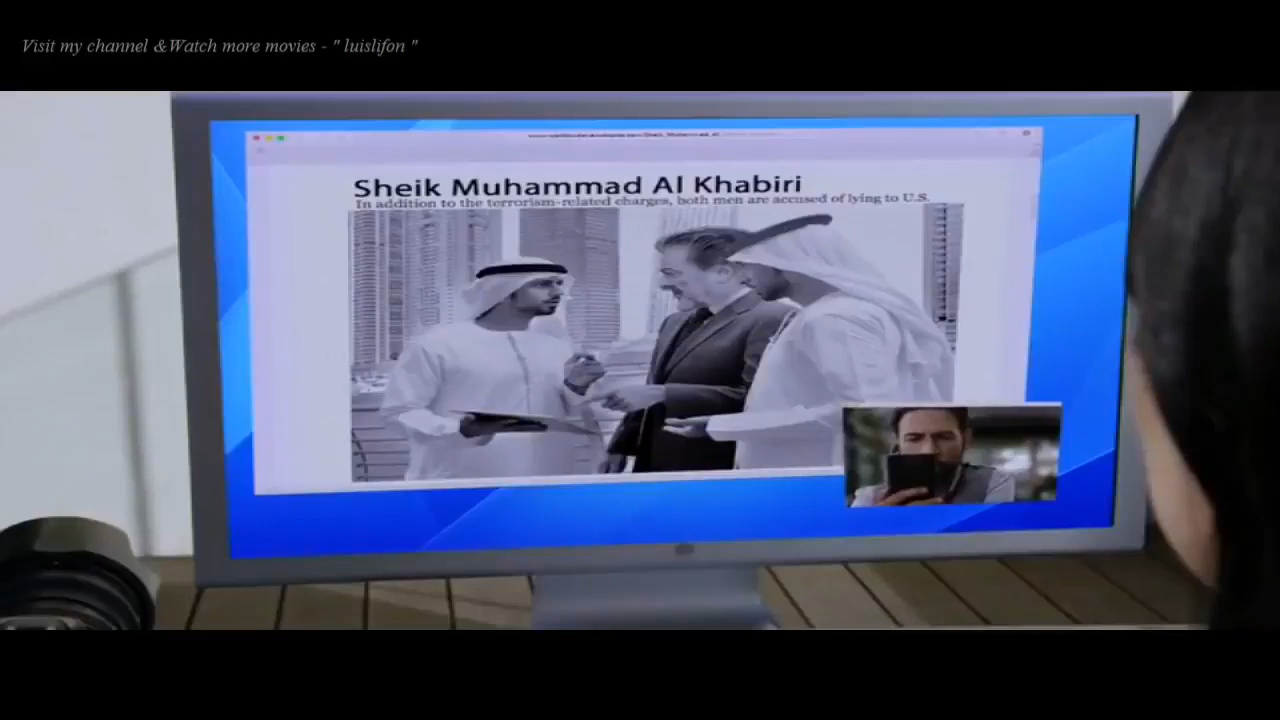 Visit my channel &Watch more movies - " luislifon "
Sheik Muhammad Al Khabiri
In addition to the terrorism-related charges, both men are accused of lying to U.S.